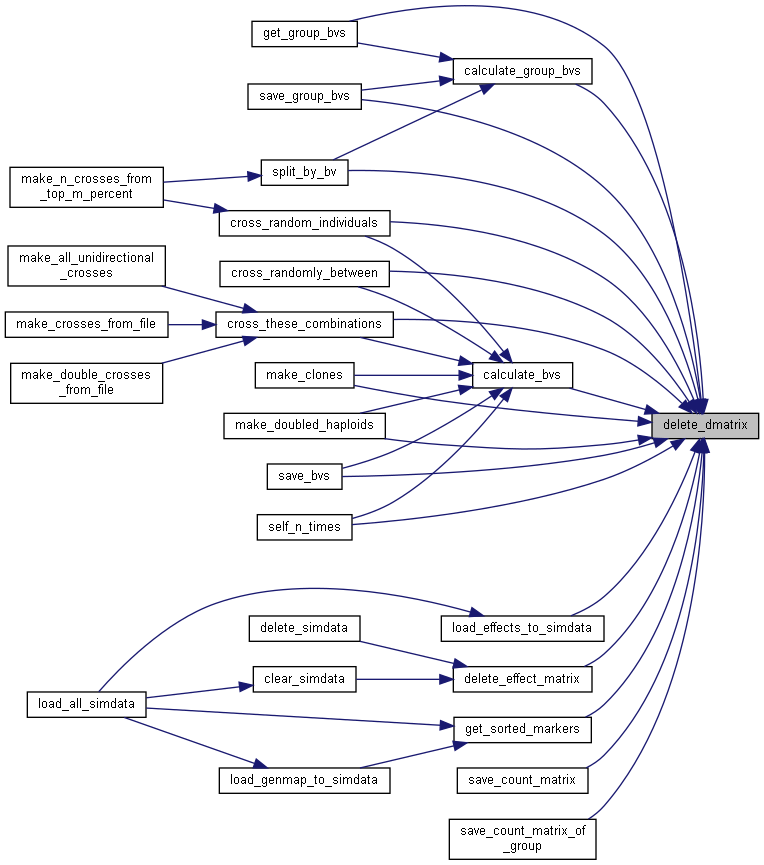 get_group_bvs
calculate_group_bvs
save_group_bvs
make_n_crosses_from
_top_m_percent
split_by_bv
cross_random_individuals
make_all_unidirectional
_crosses
cross_randomly_between
make_crosses_from_file
cross_these_combinations
make_double_crosses
_from_file
make_clones
calculate_bvs
make_doubled_haploids
delete_dmatrix
save_bvs
self_n_times
delete_simdata
load_effects_to_simdata
clear_simdata
delete_effect_matrix
load_all_simdata
get_sorted_markers
load_genmap_to_simdata
save_count_matrix
save_count_matrix_of
_group